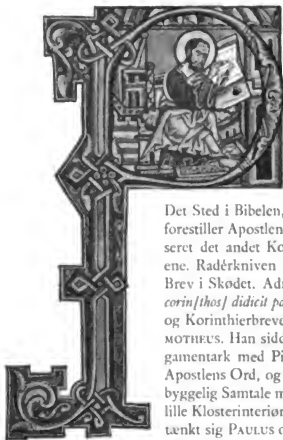 Det Sted i Bibelen,
forestiller Apostlen
seret det andet Ko
ene. Radérkniven
Brev i Skødet. Adr
corin[thos] didicit pa
og Korinthierbreve
MOTHEUS. Han sidd
gamentark med Pi
Apostlens Ord, og
byggelig Samtale m
lille Klosterinteriør
tænkt sig PAULUS o